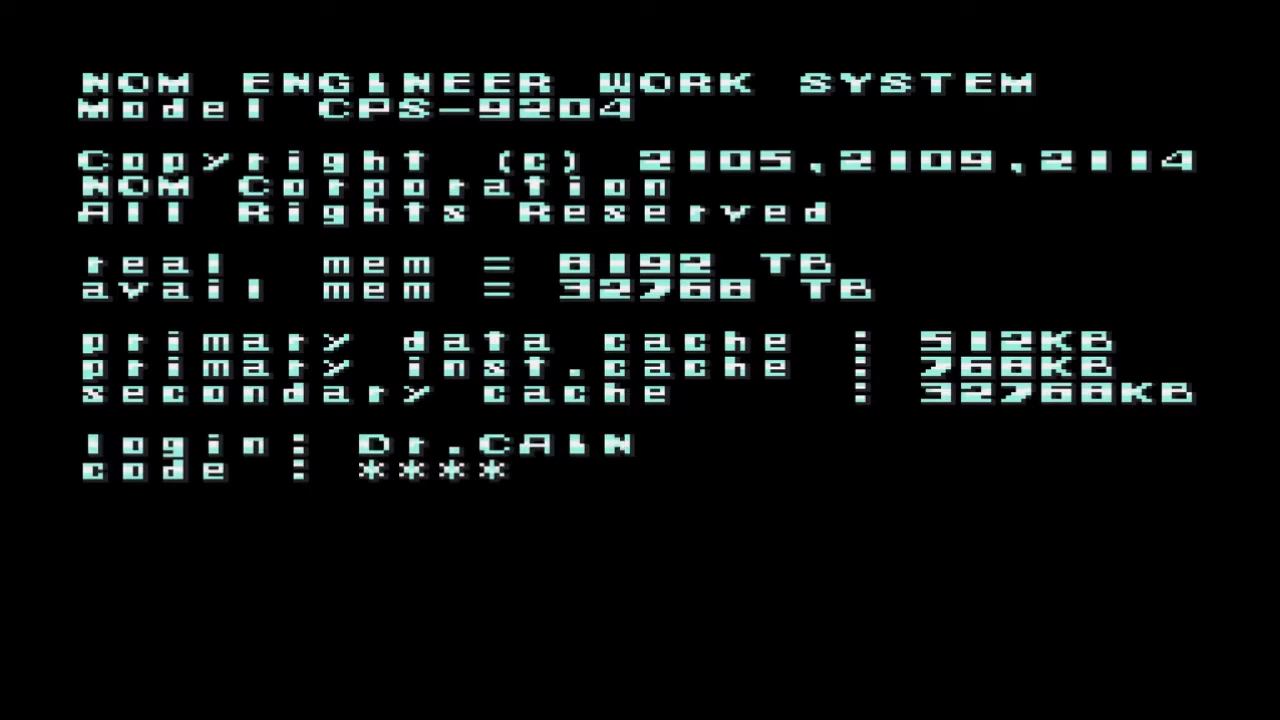 NOM ENGINEER WORK SYSTEM
Model CPS-9204
Copyright (c) 2105,2109,2114
NOM Corporation
All Rights Reserved
real. mem = 8192 TB
avail mem = 32768 TB
primary data cache : 512KB
primary inst.cache : 768KB
secondary cache : 32768KB
login : Dr.CAIN
code : ****